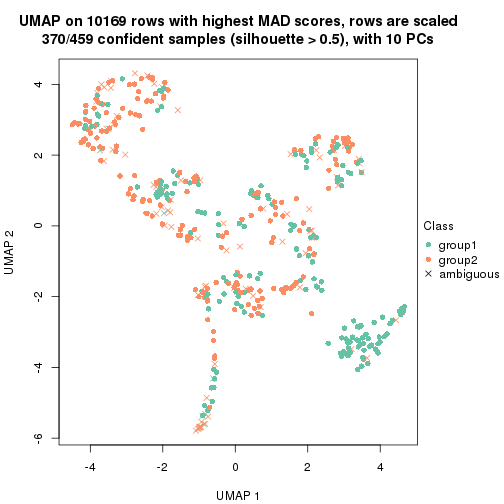 UMAP on 10169 rows with highest MAD scores, rows are scaled
370/459 confident samples (silhouette > 0.5), with 10 PCs
4
2
0
-2
-4
-6
UMAP 2
-4
-2
0
2
4
UMAP 1
Class
group1
group2
ambiguous